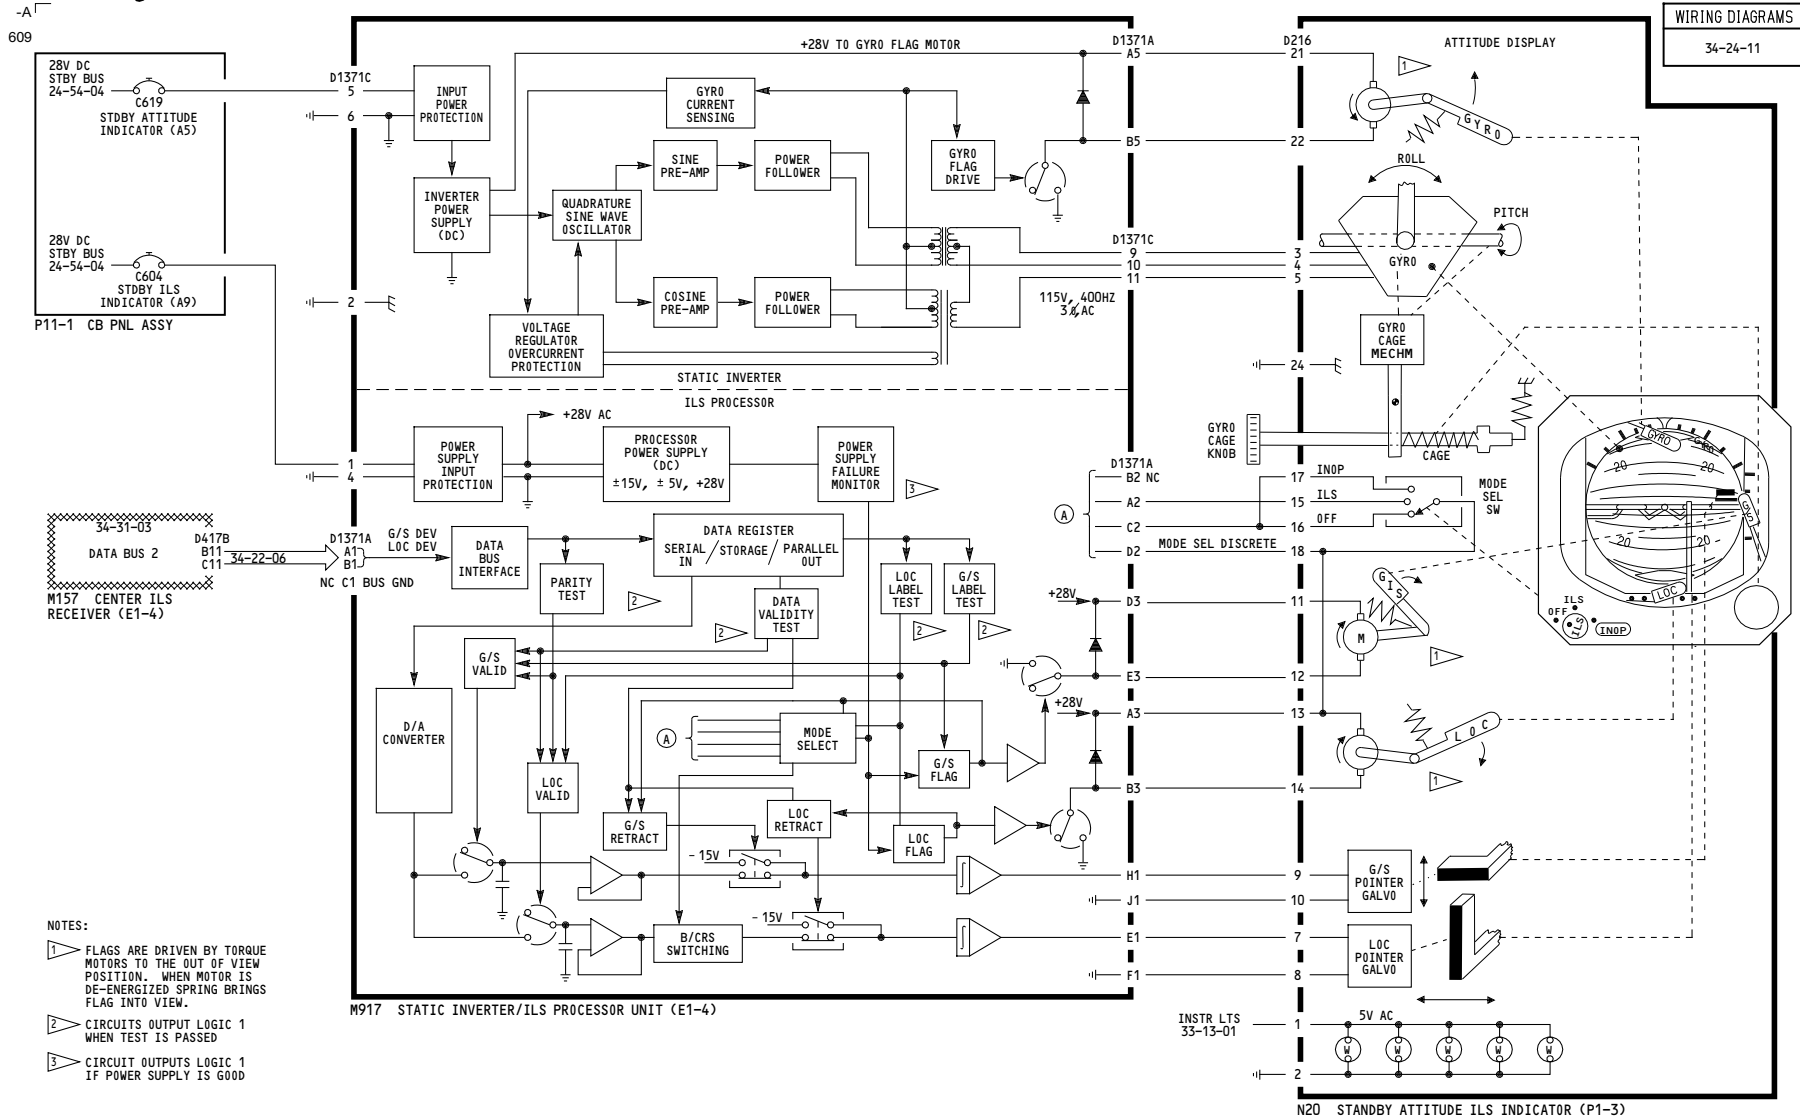 -A
609
WIRING DIAGRAMS
34-24-11
28V DC
STBY BUS
24-54-04
C619
STDBY ATTITUDE
INDICATOR (A5)
28V DC
STBY BUS
24-54-04
C604
STDBY ILS
INDICATOR (A9)
P11-1 CB PNL ASSY
D1371C
5
6
2
1
4
INPUT
POWER
PROTECTION
INVERTER
POWER
SUPPLY
(DC)
+28V TO GYRO FLAG MOTOR
GYRO
CURRENT
SENSING
QUADRATURE
SINE WAVE
OSCILLATOR
SINE
PRE-AMP
POWER
FOLLOWER
COSINE
PRE-AMP
POWER
FOLLOWER
GYRO
FLAG
DRIVE
VOLTAGE
REGULATOR
OVERCURRENT
PROTECTION
STATIC INVERTER
ILS PROCESSOR
D1371A
A5
B5
D1371C
9
10
11
115V, 400HZ
3Ø,AC
+28V AC
POWER
SUPPLY
INPUT
PROTECTION
PROCESSOR
POWER SUPPLY
(DC)
±15V, ± 5V, +28V
POWER
SUPPLY
FAILURE
MONITOR
3
D1371A
B2 NC
A2
C2
D2
A
34-31-03
DATA BUS 2
M157 CENTER ILS
RECEIVER (E1-4)
D417B
B11
C11
34-22-06
D1371A
A1
B1
NC C1 BUS GND
G/S DEV
LOC DEV
DATA
BUS
INTERFACE
PARITY
TEST
2
DATA REGISTER
SERIAL
IN
STORAGE
PARALLEL
OUT
DATA
VALIDITY
TEST
2
LOC
LABEL
TEST
2
G/S
LABEL
TEST
2
G/S
VALID
D/A
CONVERTER
LOC
VALID
A
MODE
SELECT
G/S
FLAG
G/S
RETRACT
LOC
RETRACT
LOC
FLAG
-15V
-15V
B/CRS
SWITCHING
+28V
D3
E3
+28V
A3
B3
H1
J1
E1
F1
M917 STATIC INVERTER/ILS PROCESSOR UNIT (E1-4)
D216
21
22
3
4
5
24
17
15
16
18
11
12
13
14
9
10
7
8
1
2
ATTITUDE DISPLAY
1
GYRO
ROLL
PITCH
GYRO
GYRO
CAGE
MECHM
GYRO
CAGE
KNOB
CAGE
INOP
ILS
OFF
MODE SEL DISCRETE
MODE
SEL
SW
G/S
M
1
LOC
1
G/S
POINTER
GALVO
LOC
POINTER
GALVO
INSTR LTS
33-13-01
5V AC
W W W W W
GYRO
GYRO
20 20
20 20
G/S
LOC
ILS
OFF
ILS
INOP
N20 STANDBY ATTITUDE ILS INDICATOR (P1-3)
NOTES:
1 FLAGS ARE DRIVEN BY TORQUE
MOTORS TO THE OUT OF VIEW
POSITION. WHEN MOTOR IS
DE-ENERGIZED SPRING BRINGS
FLAG INTO VIEW.
2 CIRCUITS OUTPUT LOGIC 1
WHEN TEST IS PASSED
3 CIRCUIT OUTPUTS LOGIC 1
IF POWER SUPPLY IS GOOD